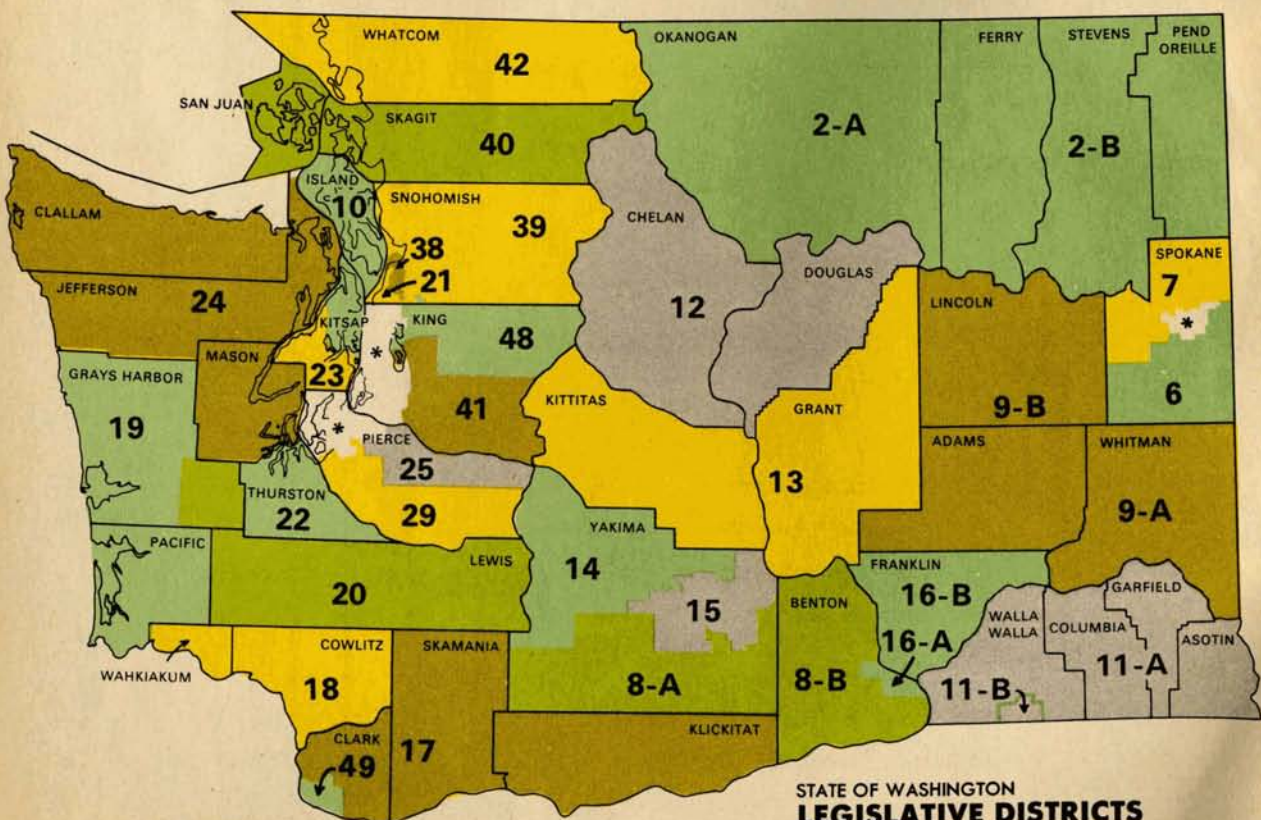 WHATCOM
42
OKANOGAN
FERRY
STEVENS
PEND
OREILLE
SAN JUAN
SKAGIT
40
2-A
2-B
ISLAND
10
SNOHOMISH
39
CLALLAM
CHELAN
38
21
SPOKANE
7
DOUGLAS
JEFFERSON
24
12
LINCOLN
*
KITSAP
KING
48
*
MASON
23
GRAYS HARBOR
19
41
KITTITAS
GRANT
9-B
6
*
PIERCE
25
ADAMS
WHITMAN
13
THURSTON
22
29
YAKIMA
9-A
PACIFIC
LEWIS
14
FRANKLIN
16-B
GARFIELD
20
15
BENTON
WALLA
WALLA
COLUMBIA
ASOTIN
16-A
COWLITZ
SKAMANIA
WAHKIAKUM
18
8-A
8-B
11-B
11-A
CLARK
49
17
KLICKITAT
STATE OF WASHINGTON
LEGISLATIVE DISTRICTS